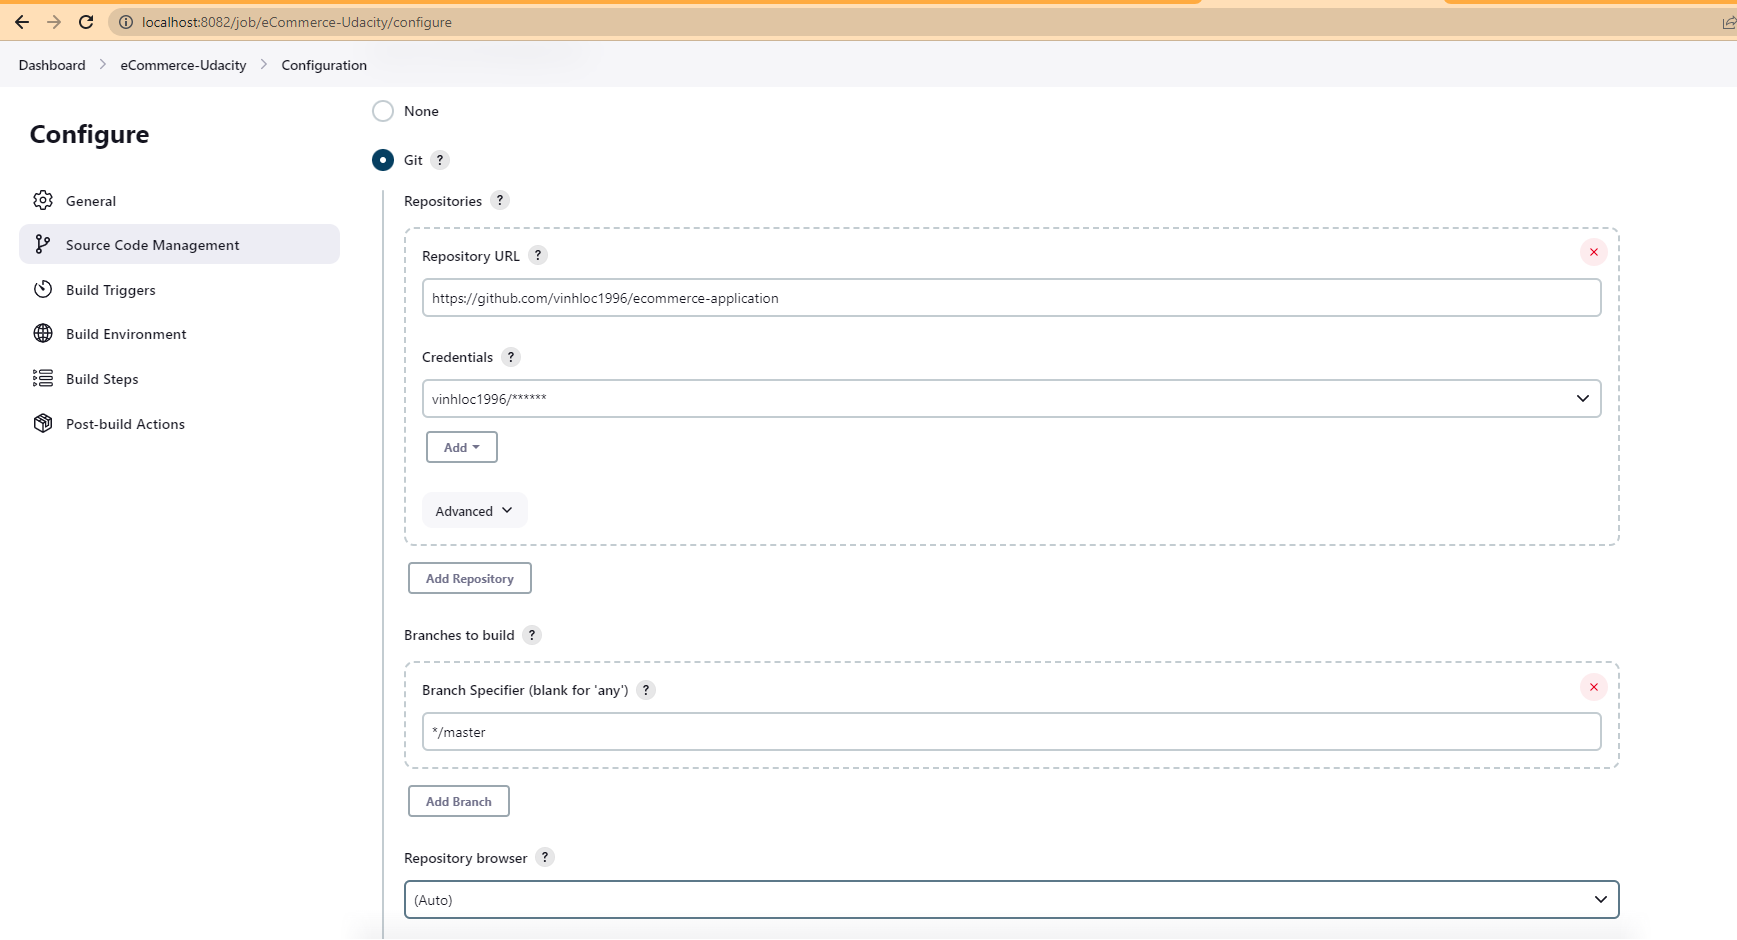 localhost:8082/job/eCommerce-Udacity/configure
Dashboard > eCommerce-Udacity > Configuration
Configure
General
Source Code Management
Build Triggers
Build Environment
Build Steps
Post-build Actions
None
Git ?
Repositories ?
Repository URL ?
https://github.com/vinhloc1996/ecommerce-application
Credentials ?
vinhloc1996/******
Add
Advanced
Add Repository
Branches to build ?
Branch Specifier (blank for 'any') ?
*/master
Add Branch
Repository browser ?
(Auto)